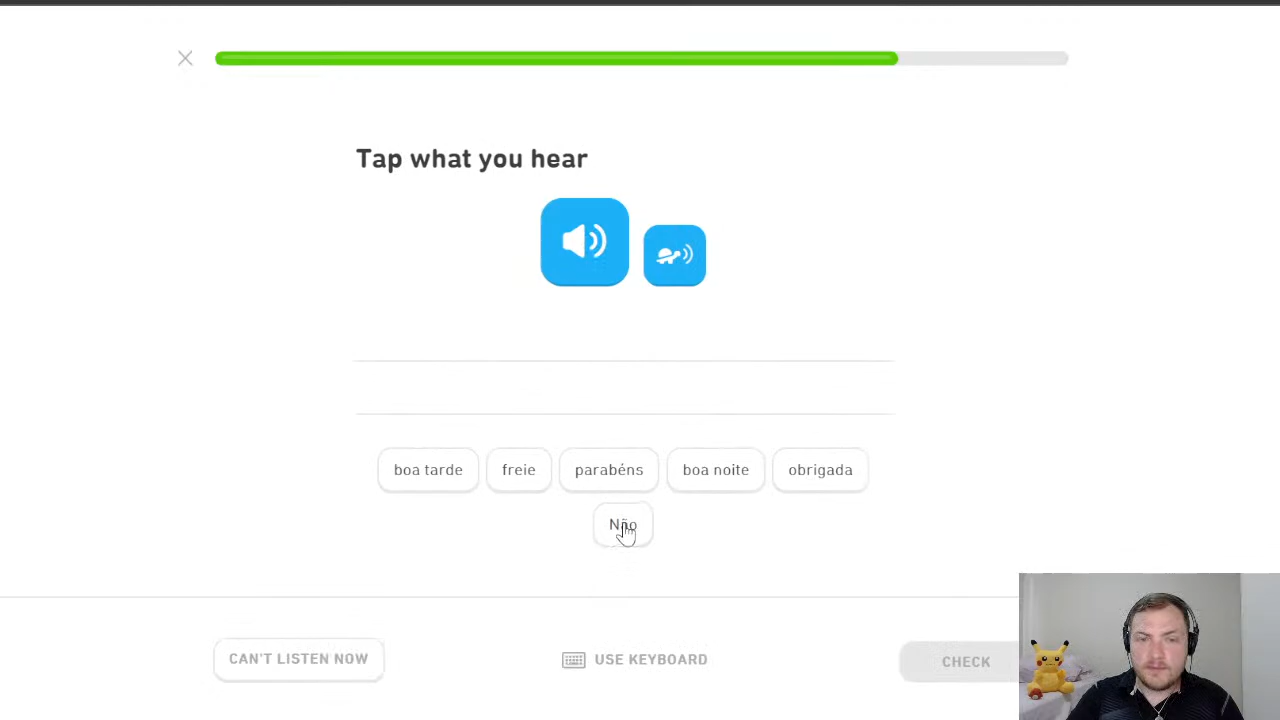 Tap what you hear
boa tarde freie parabéns boa noite obrigada
Não
CAN'T LISTEN NOW USE KEYBOARD CHECK